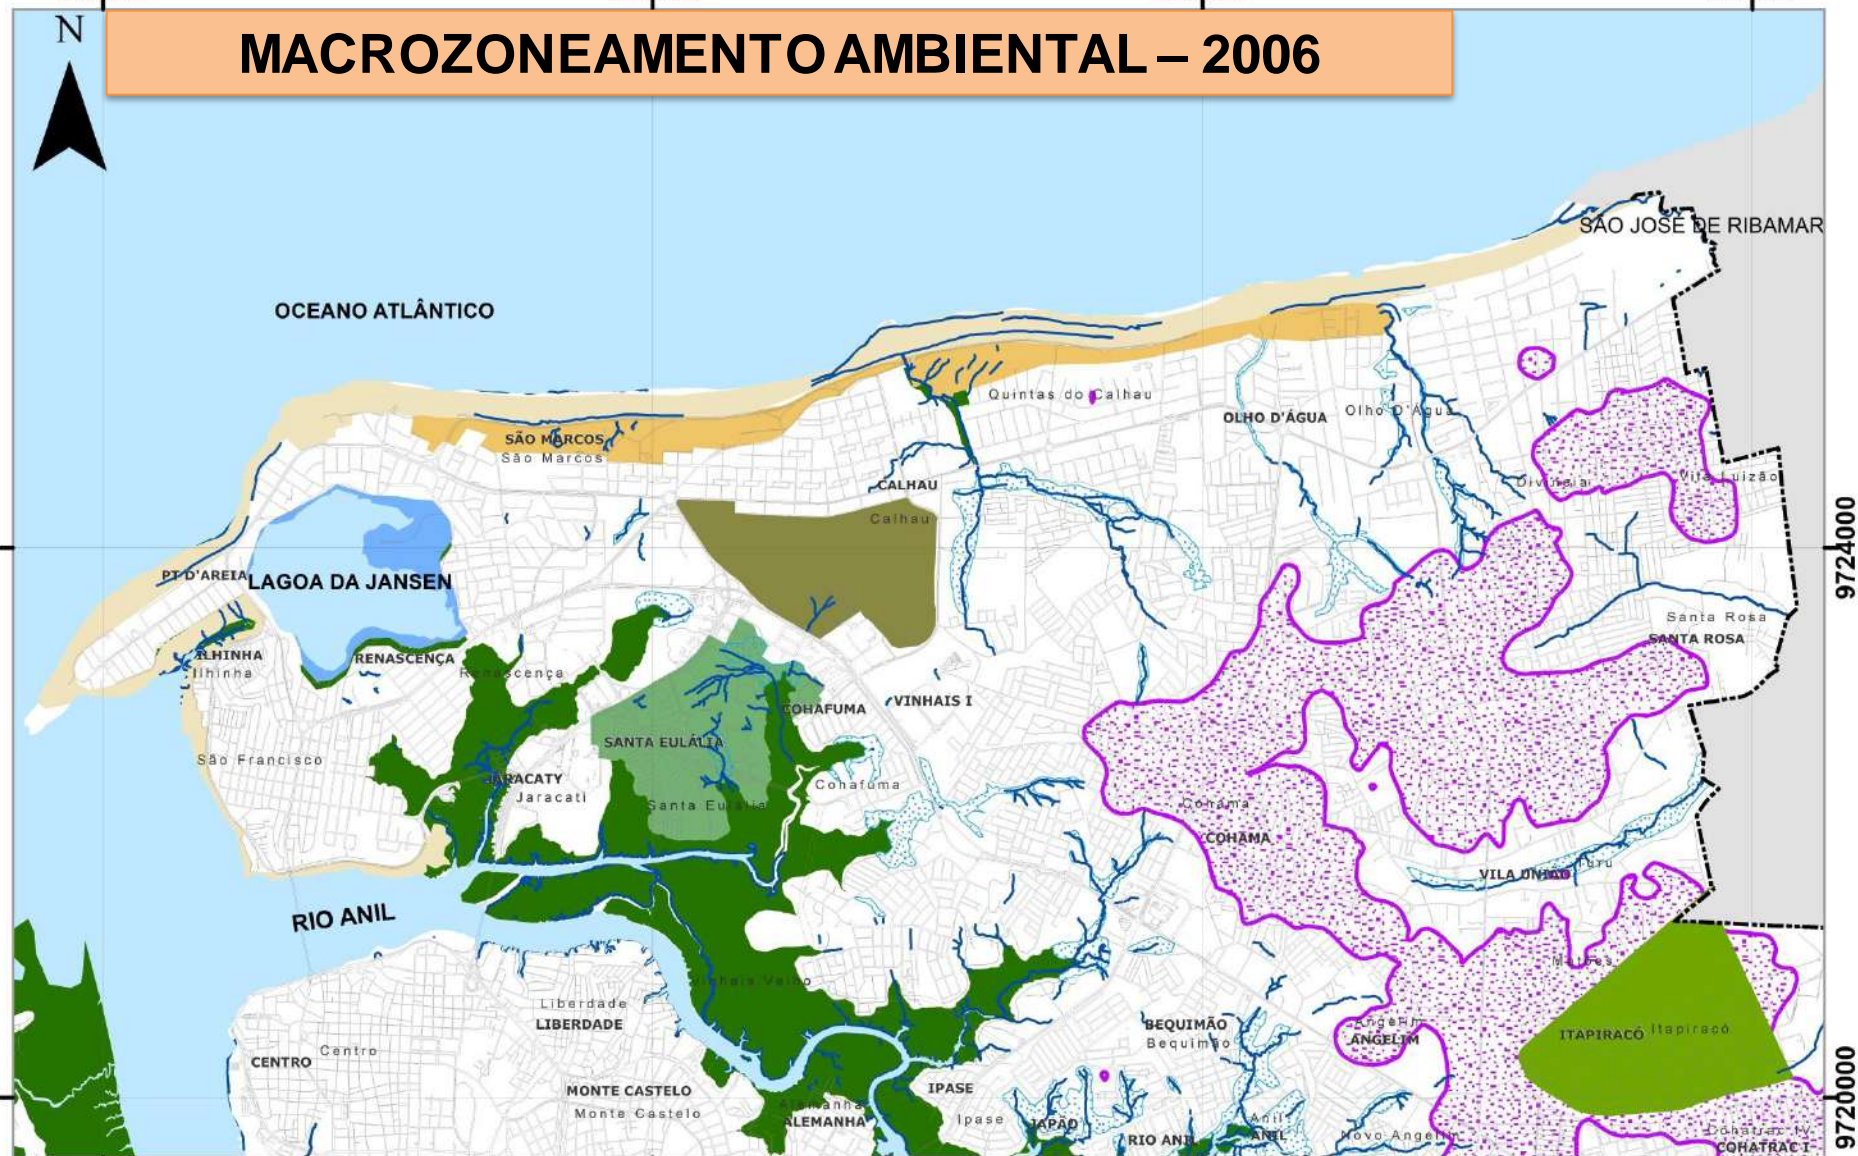 N
MACROZONEAMENTO AMBIENTAL – 2006
SÃO JOSÉ DE RIBAMAR
OCEANO ATLÂNTICO
Quintas do Calhau
OLHO D'ÁGUA
Olho D'Água
SÃO MARCOS
São Marcos
CALHAU
Calhau
Divinéia
Vila Luizão
9724000
PT D'AREIA
LAGOA DA JANSEN
Santa Rosa
SANTA ROSA
ILHINHA
Ilhinha
RENASCENÇA
Renascença
COHAFUMA
VINHAIS I
SANTA EULÁLIA
São Francisco
JARACATY
Jaracati
Santa Eulália
Cohafuma
Cohama
COHAMA
Turu
VILA UNIÃO
RIO ANIL
Matões
Vinhais Velho
Liberdade
LIBERDADE
BEQUIMÃO
Bequimão
Angelim
ANGELIM
ITAPIRACÓ
Itapiracó
Centro
CENTRO
MONTE CASTELO
Monte Castelo
Alemanha
ALEMANHA
IPASE
Ipase
JAPÃO
RIO ANIL
Anil
ANIL
Novo Angelim
Cohatrac IV
COHATRAC I
9720000